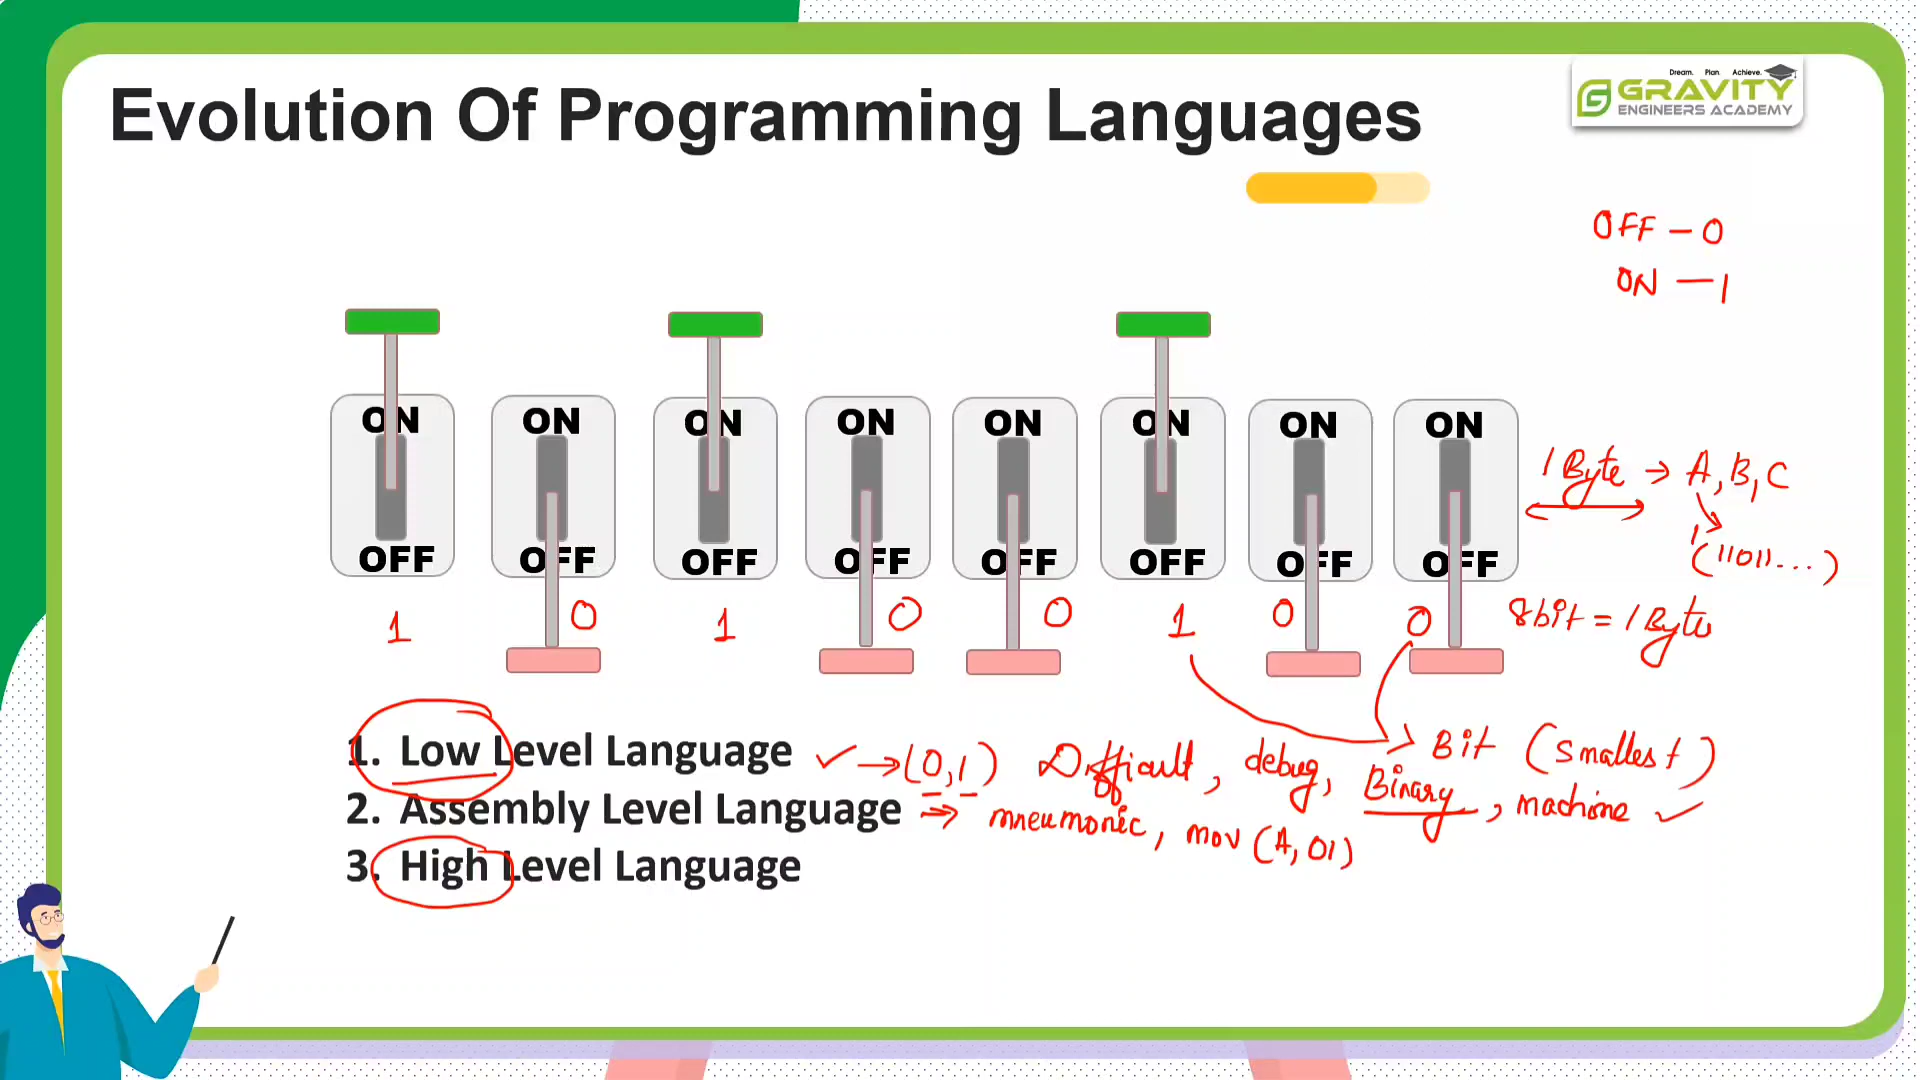 Evolution Of Programming Languages
Dream. Plan. Achieve.
GRAVITY
ENGINEERS ACADEMY
OFF - 0
ON - 1
ON ON ON ON ON ON ON ON
OFF OFF OFF OFF OFF OFF OFF OFF
1 Byte → A, B, C
(11011...)
1 0 1 0 0 1 0 0
8bit = 1 Byte
1. Low Level Language ✓ → (0,1) Difficult, debug, Binary, machine ✓
Bit (Smallest)
2. Assembly Level Language ⇒ mneumonic, mov (A, 01)
3. High Level Language